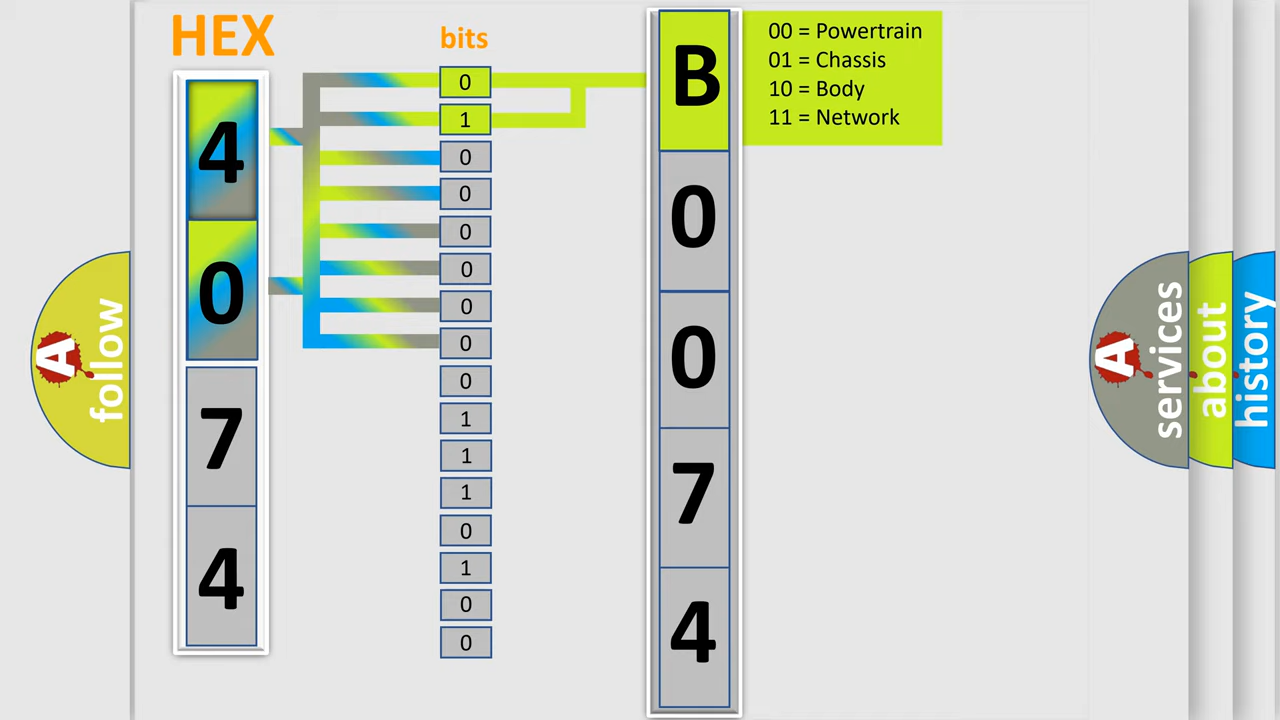 HEX
bits
4
0
7
4
0
1
0
0
0
0
0
0
0
1
1
1
0
1
0
0
B
0
0
7
4
00 = Powertrain
01 = Chassis
10 = Body
11 = Network
A
follow
A
services
about
history